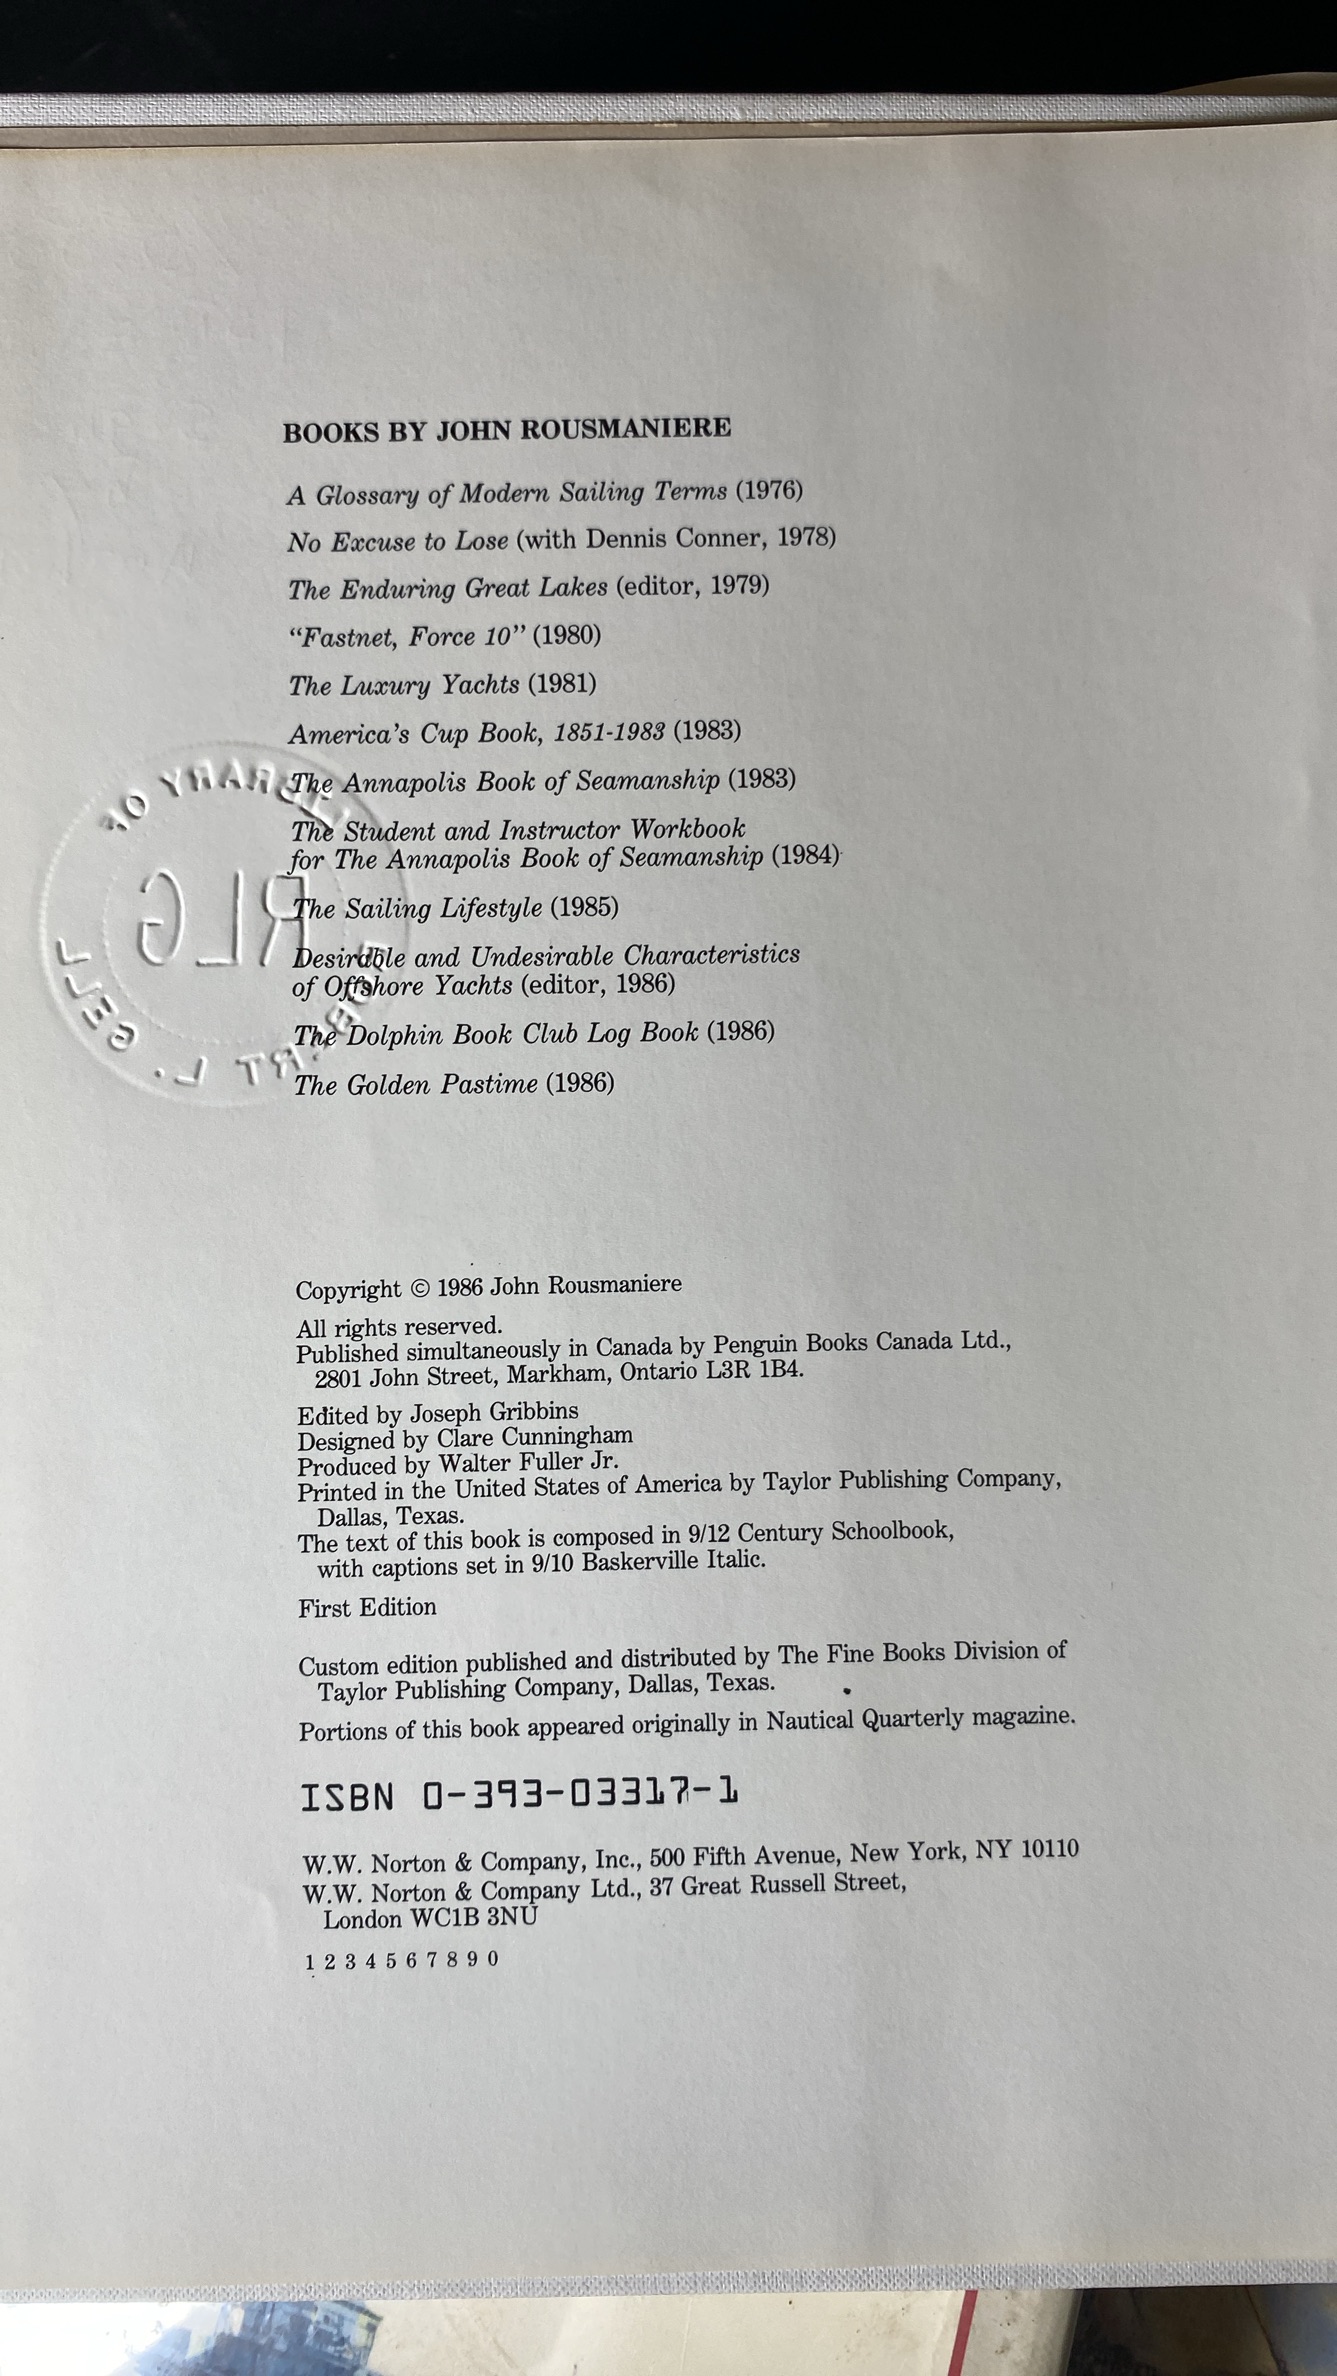 BOOKS BY JOHN ROUSMANIERE
A Glossary of Modern Sailing Terms (1976)
No Excuse to Lose (with Dennis Conner, 1978)
The Enduring Great Lakes (editor, 1979)
“Fastnet, Force 10” (1980)
The Luxury Yachts (1981)
America’s Cup Book, 1851-1983 (1983)
The Annapolis Book of Seamanship (1983)
The Student and Instructor Workbook
for The Annapolis Book of Seamanship (1984)
The Sailing Lifestyle (1985)
Desirable and Undesirable Characteristics
of Offshore Yachts (editor, 1986)
The Dolphin Book Club Log Book (1986)
The Golden Pastime (1986)
LIBRARY OF
RLG
ROBERT L. GELL
Copyright © 1986 John Rousmaniere
All rights reserved.
Published simultaneously in Canada by Penguin Books Canada Ltd.,
2801 John Street, Markham, Ontario L3R 1B4.
Edited by Joseph Gribbins
Designed by Clare Cunningham
Produced by Walter Fuller Jr.
Printed in the United States of America by Taylor Publishing Company,
Dallas, Texas.
The text of this book is composed in 9/12 Century Schoolbook,
with captions set in 9/10 Baskerville Italic.
First Edition
Custom edition published and distributed by The Fine Books Division of
Taylor Publishing Company, Dallas, Texas.
Portions of this book appeared originally in Nautical Quarterly magazine.
ISBN 0-393-03317-1
W.W. Norton & Company, Inc., 500 Fifth Avenue, New York, NY 10110
W.W. Norton & Company Ltd., 37 Great Russell Street,
London WC1B 3NU
1 2 3 4 5 6 7 8 9 0